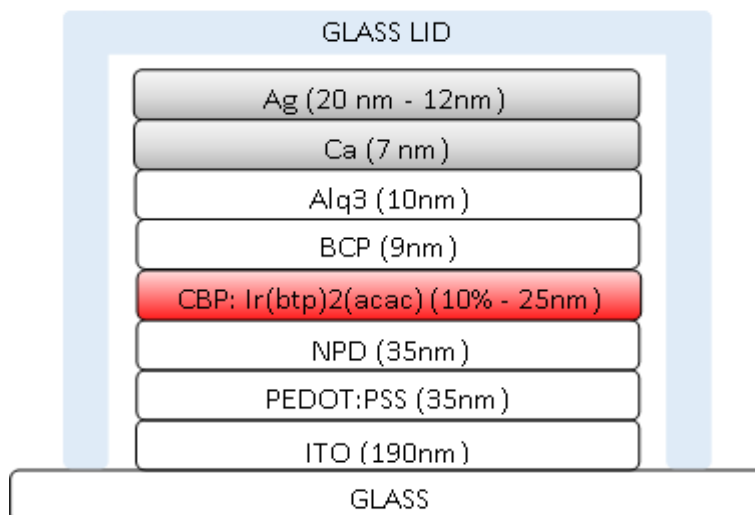 GLASS LID
Ag (20 nm - 12nm)
Ca (7 nm)
Alq3 (10nm)
BCP (9nm)
CBP: Ir(btp)2(acac) (10% - 25nm)
NPD (35nm)
PEDOT:PSS (35nm)
ITO (190nm)
GLASS